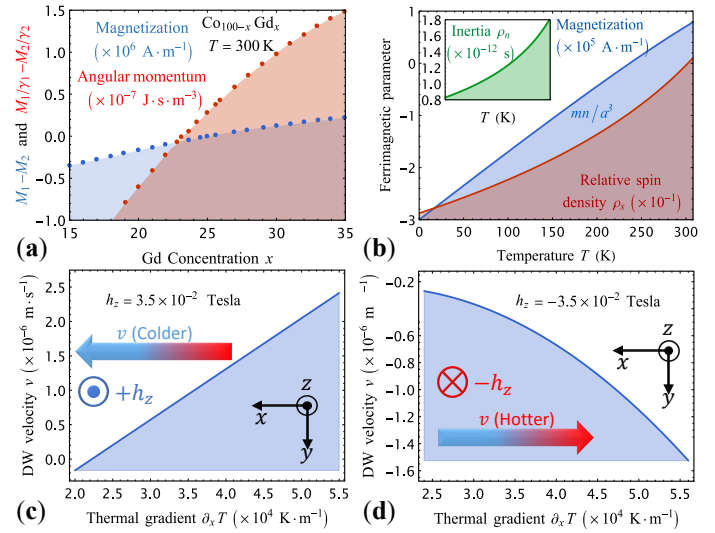 M₁−M₂ and M₁/γ₁−M₂/γ₂
1.5
1.0
0.5
0.0
−0.5
−1.0
Magnetization
(×10⁶ A·m⁻¹)
Angular momentum
(×10⁻⁷ J·s·m⁻³)
Co₁₀₀₋ₓ Gdₓ
T = 300 K
15 20 25 30 35
Gd Concentration x
(a)
Ferrimagnetic parameter
1
0
−1
−2
−3
1.8
1.6
1.4
1.2
1.0
0.8
Inertia ρₙ
(×10⁻¹² s)
T (K)
Magnetization
(×10⁵ A·m⁻¹)
mn/a³
Relative spin
density ρₛ (×10⁻¹)
0 50 100 150 200 250 300
Temperature T (K)
(b)
DW velocity v (×10⁻⁶ m·s⁻¹)
2.5
2.0
1.5
1.0
0.5
0.0
h_z = 3.5×10⁻² Tesla
v (Colder)
+h_z
z
x
y
2.0 2.5 3.0 3.5 4.0 4.5 5.0 5.5
Thermal gradient ∂ₓT (×10⁴ K·m⁻¹)
(c)
DW velocity v (×10⁻⁶ m ⁻¹)
−0.2
−0.4
−0.6
−0.8
−1.0
−1.2
−1.4
−1.6
h_z = −3.5×10⁻² Tesla
−h_z
v (Hotter)
z
x
y
2.5 3.0 3.5 4.0 4.5 5.0 5.5
Thermal gradient ∂ₓT (×10⁴ K·m⁻¹)
(d)